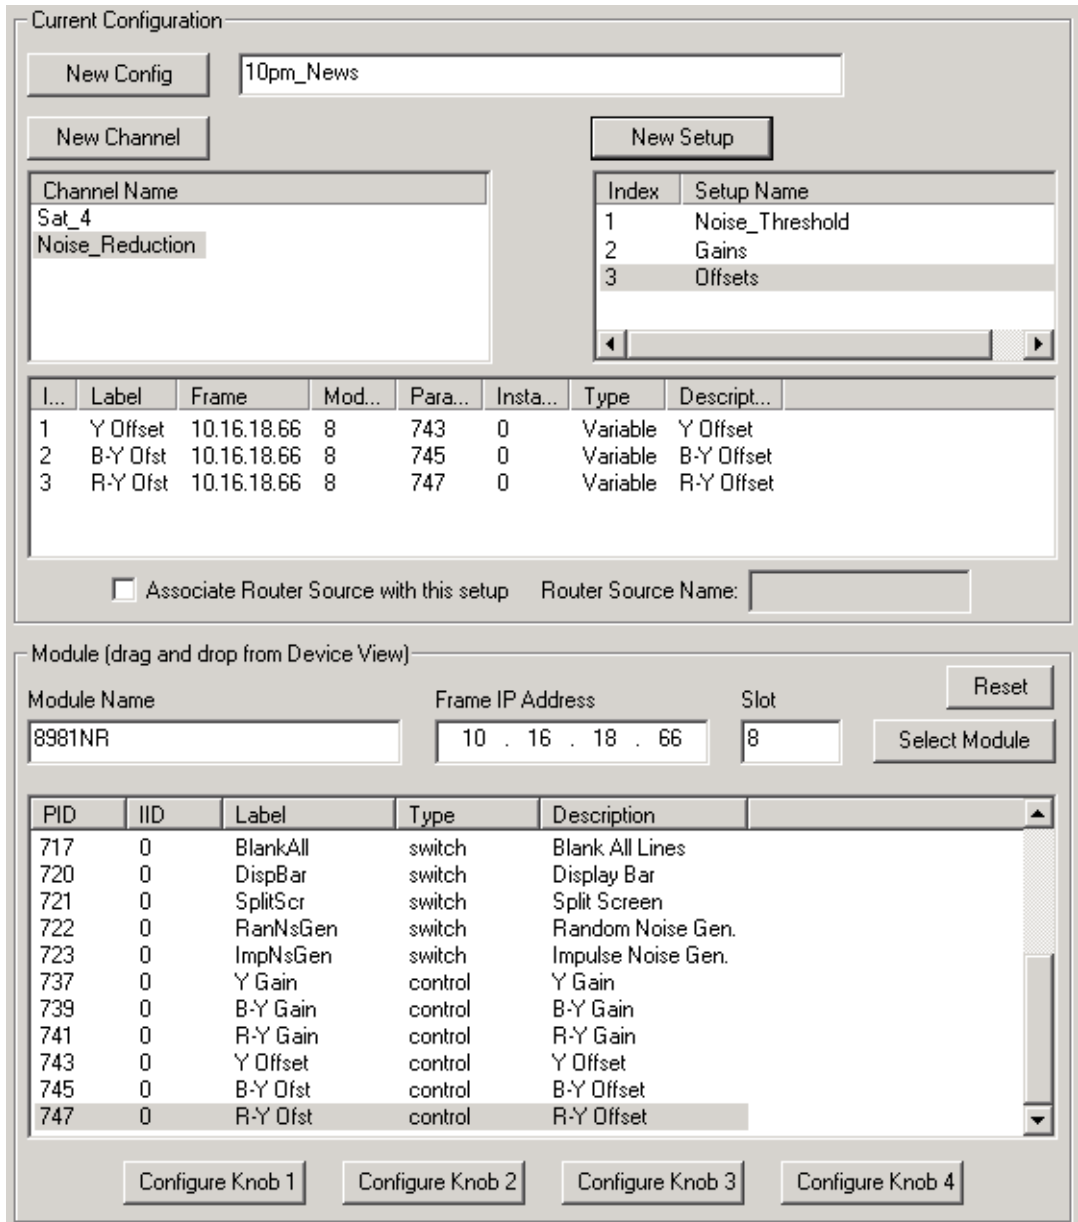 Current Configuration
New Config 10pm_News
New Channel New Setup
Channel Name
Sat_4
Noise_Reduction
Index Setup Name
1 Noise_Threshold
2 Gains
3 Offsets
I... Label Frame Mod... Para... Insta... Type Descript...
1 Y Offset 10.16.18.66 8 743 0 Variable Y Offset
2 B-Y Ofst 10.16.18.66 8 745 0 Variable B-Y Offset
3 R-Y Ofst 10.16.18.66 8 747 0 Variable R-Y Offset
Associate Router Source with this setup Router Source Name:
Module (drag and drop from Device View)
Reset
Module Name Frame IP Address Slot
8981NR 10 . 16 . 18 . 66 8 Select Module
PID IID Label Type Description
717 0 BlankAll switch Blank All Lines
720 0 DispBar switch Display Bar
721 0 SplitScr switch Split Screen
722 0 RanNsGen switch Random Noise Gen.
723 0 ImpNsGen switch Impulse Noise Gen.
737 0 Y Gain control Y Gain
739 0 B-Y Gain control B-Y Gain
741 0 R-Y Gain control R-Y Gain
743 0 Y Offset control Y Offset
745 0 B-Y Ofst control B-Y Offset
747 0 R-Y Ofst control R-Y Offset
Configure Knob 1 Configure Knob 2 Configure Knob 3 Configure Knob 4